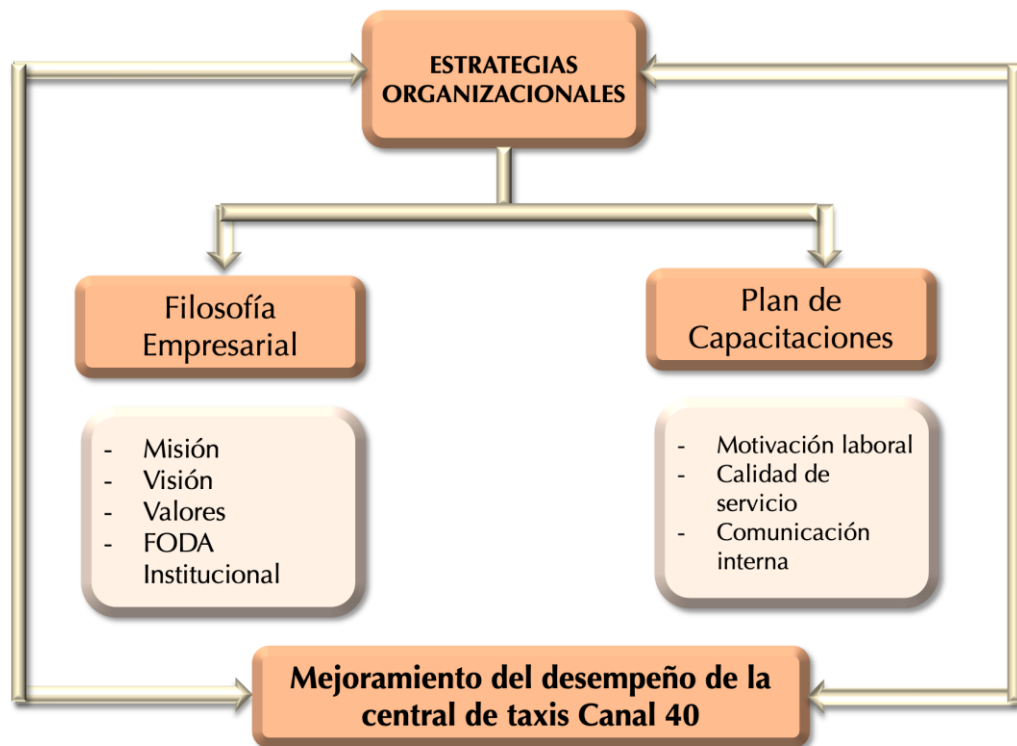 ESTRATEGIAS
ORGANIZACIONALES
Filosofía
Empresarial
Plan de
Capacitaciones
- Misión
- Visión
- Valores
- FODA
Institucional
- Motivación laboral
- Calidad de
servicio
- Comunicación
interna
Mejoramiento del desempeño de la
central de taxis Canal 40